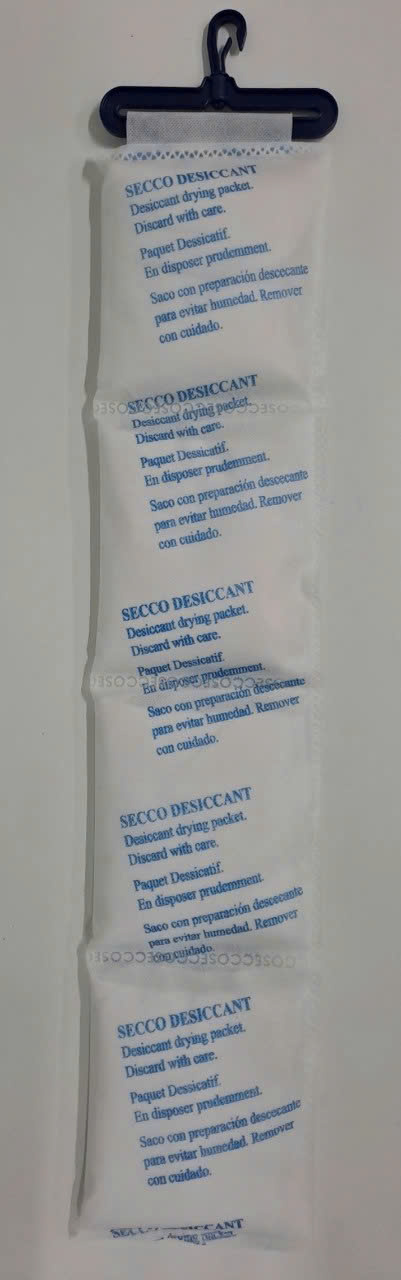 SECCO DESICCANT
Desiccant drying packet.
Discard with care.
Paquet Dessicatif.
En disposer prudemment.
Saco con preparación descecante
para evitar humedad. Remover
con cuidado.
SECCO DESICCANT
Desiccant drying packet.
Discard with care.
Paquet Dessicatif.
En disposer prudemment.
Saco con preparación descecante
para evitar humedad. Remover
con cuidado.
SECCO DESICCANT
Desiccant drying packet.
Discard with care.
Paquet Dessicatif.
En disposer prudemment.
Saco con preparación descecante
para evitar humedad. Remover
con cuidado.
SECCO DESICCANT
Desiccant drying packet.
Discard with care.
Paquet Dessicatif.
En disposer prudemment.
Saco con preparación descecante
para evitar humedad. Remover
con cuidado.
SECCO DESICCANT
Desiccant drying packet.
Discard with care.
Paquet Dessicatif.
En disposer prudemment.
Saco con preparación descecante
para evitar humedad. Remover
con cuidado.
SECCO DESICCANT
drying packet.